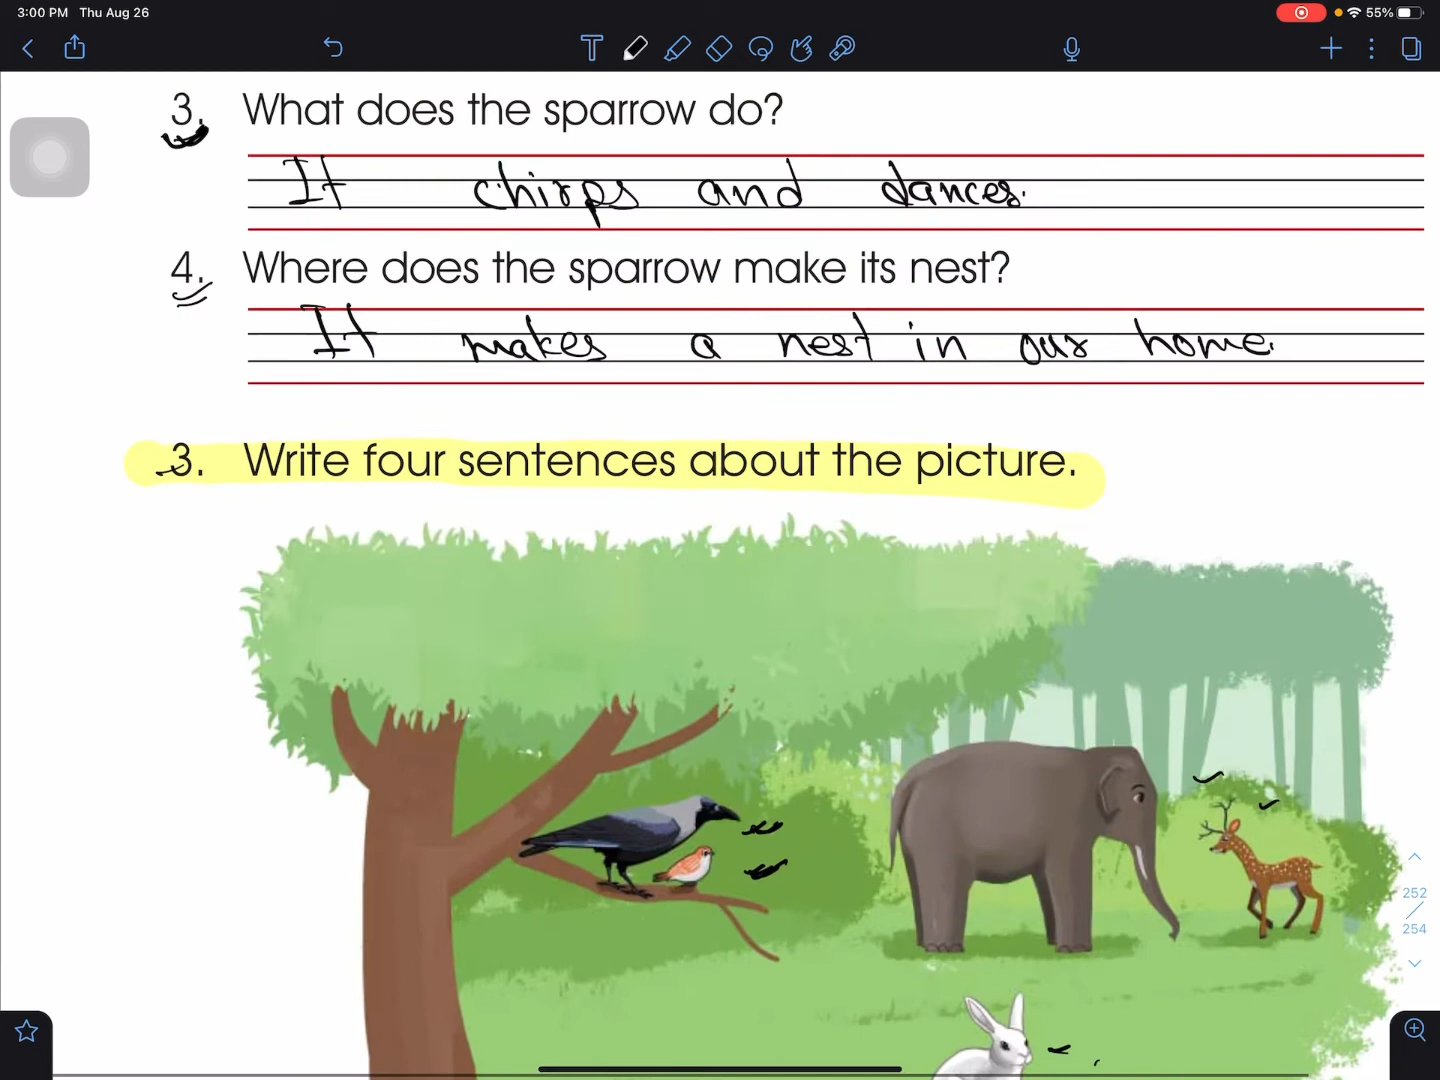 3:00 PM Thu Aug 26
55%
3. What does the sparrow do?
It chirps and dances.
4. Where does the sparrow make its nest?
It makes a nest in our home.
3. Write four sentences about the picture.
252
254